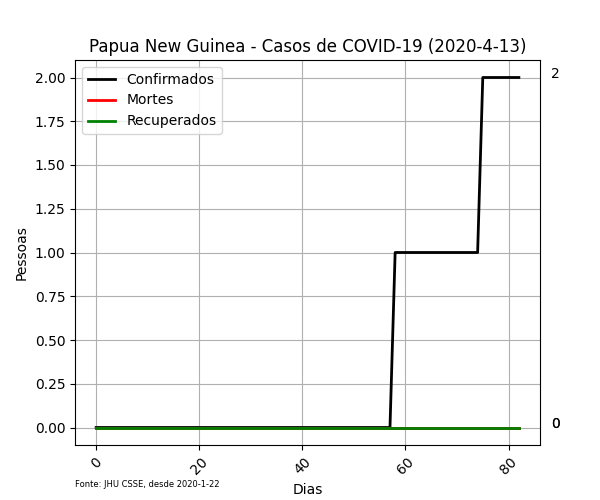 Papua New Guinea - Casos de COVID-19 (2020-4-13)
Confirmados
Mortes
Recuperados
2.00
1.75
1.50
1.25
1.00
0.75
0.50
0.25
0.00
Pessoas
2
0
0 20 40 60 80
Dias
Fonte: JHU CSSE, desde 2020-1-22